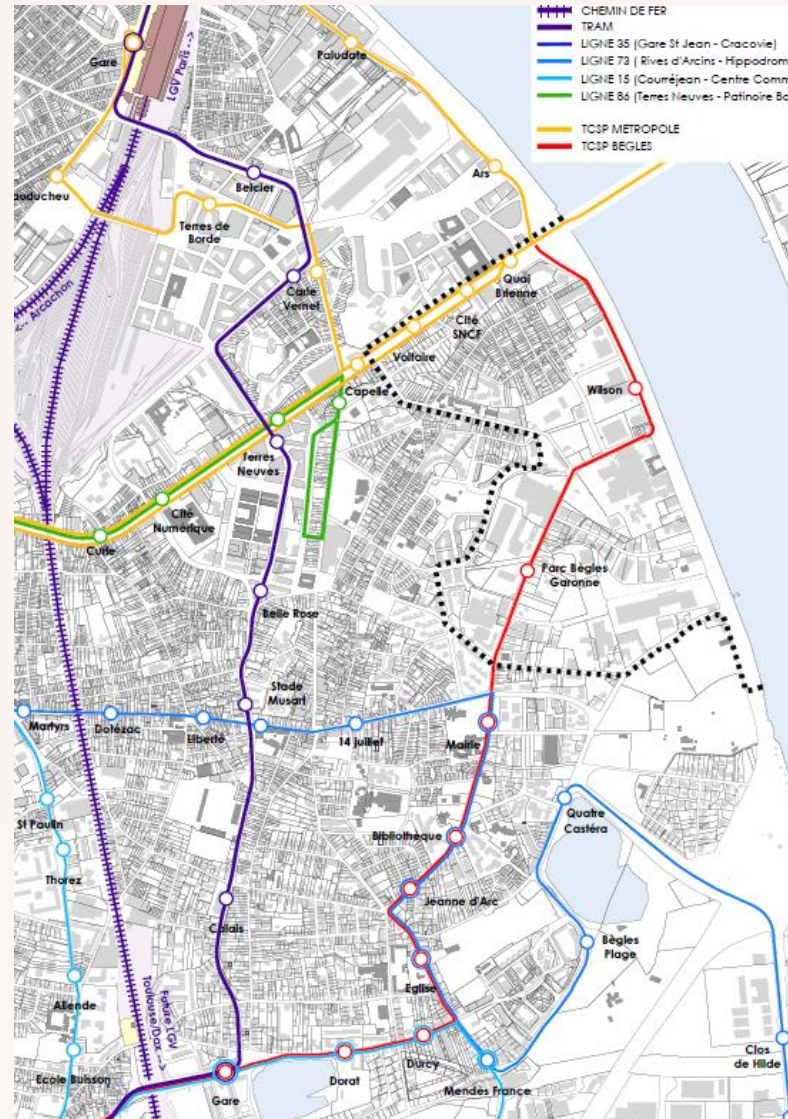 CHEMIN DE FER
TRAM
LIGNE 35 (Gare St Jean - Cracovie)
LIGNE 73 ( Rives d'Arcins - Hippodrom
LIGNE 15 (Courréjean - Centre Comm
LIGNE 86 (Terres Neuves - Patinoire Ba
TCSP METROPOLE
TCSP BEGLES
Gare
LGV Paris -->
Paludate
Ars
auducheu
Belcier
Terres de
Borde
<-- Arcachon
Carle
Vernet
Quai
Brienne
Cité
SNCF
Voltaire
Wilson
Capelle
Terres
Neuves
Cité
Numérique
Curie
Parc Bègles
Garonne
Belle Rose
Stade
Musart
Martyrs
Dolézac
Liberté
14 juillet
Mairie
Quatre
Castéra
St Paulin
Bibliothèque
Thorez
Jeanne d'Arc
Calais
Bègles
Plage
Eglise
Allende
Future LGV
Toulouse/Dax -->
Clos
de Hilde
Ecole Buisson
Gare
Dorat
Durcy
Mendès France